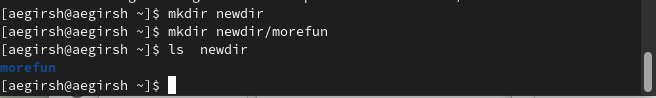 [aegirsh@aegirsh ~]$ mkdir newdir
[aegirsh@aegirsh ~]$ mkdir newdir/morefun
[aegirsh@aegirsh ~]$ ls  newdir
morefun
[aegirsh@aegirsh ~]$